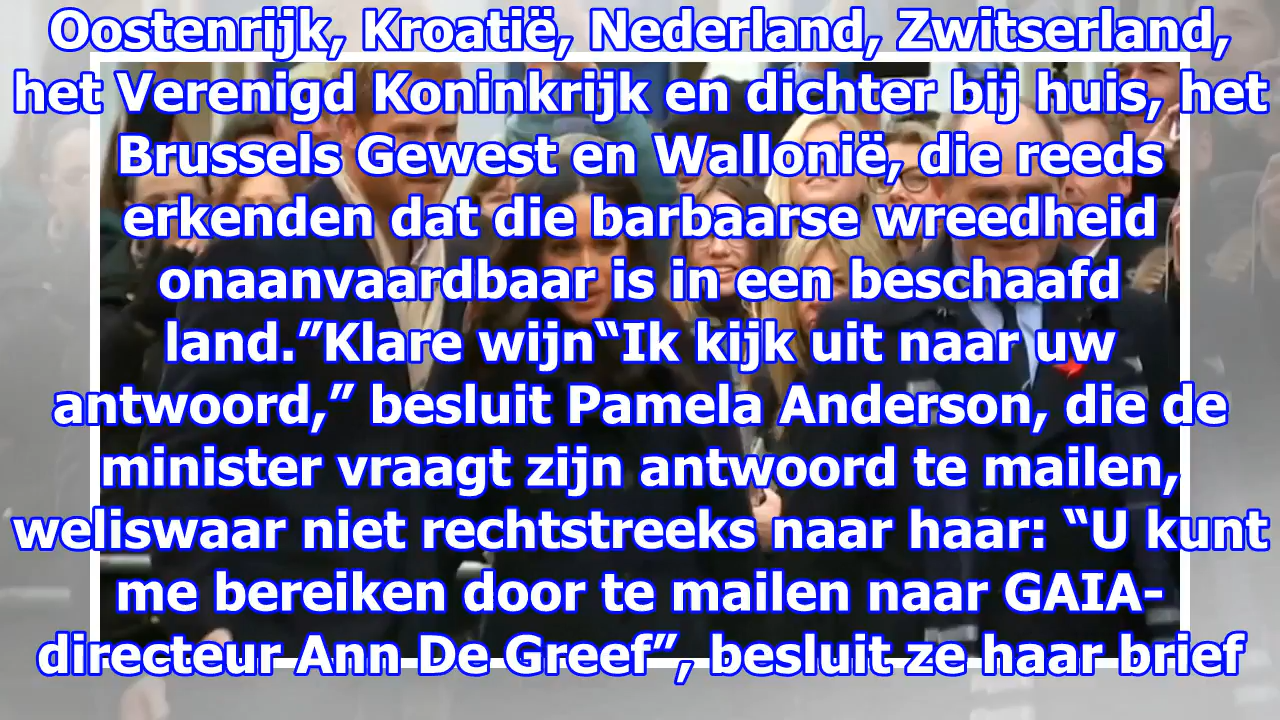 Oostenrijk, Kroatië, Nederland, Zwitserland,
het Verenigd Koninkrijk en dichter bij huis, het
Brussels Gewest en Wallonië, die reeds
erkenden dat die barbaarse wreedheid
onaanvaardbaar is in een beschaafd
land.”Klare wijn“Ik kijk uit naar uw
antwoord,” besluit Pamela Anderson, die de
minister vraagt zijn antwoord te mailen,
weliswaar niet rechtstreeks naar haar: “U kunt
me bereiken door te mailen naar GAIA-
directeur Ann De Greef”, besluit ze haar brief